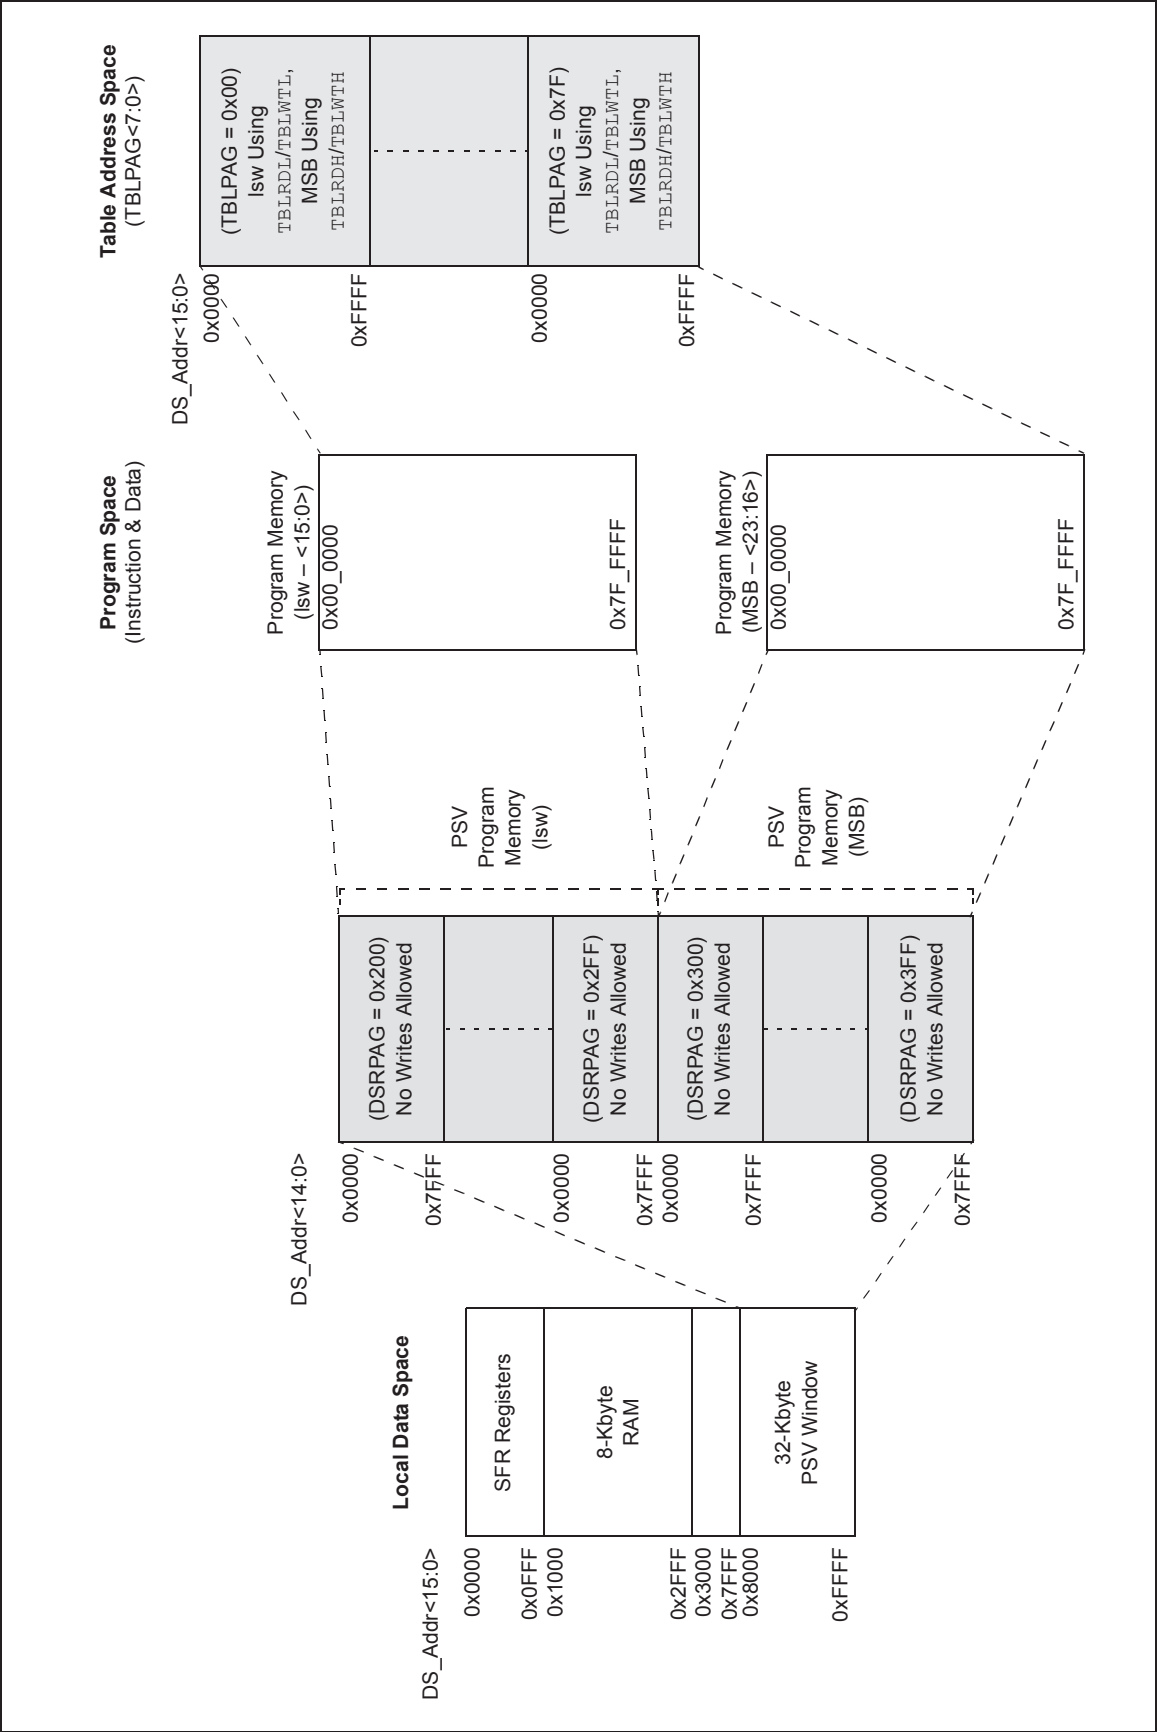 Local Data Space
DS_Addr<15:0>
0x0000
SFR Registers
0x0FFF
0x1000
8-Kbyte
RAM
0x2FFF
0x3000
0x7FFF
0x8000
32-Kbyte
PSV Window
0xFFFF
DS_Addr<14:0>
0x0000
(DSRPAG = 0x200)
No Writes Allowed
0x7FFF
0x0000
(DSRPAG = 0x2FF)
No Writes Allowed
0x7FFF
0x0000
(DSRPAG = 0x300)
No Writes Allowed
0x7FFF
0x0000
(DSRPAG = 0x3FF)
No Writes Allowed
0x7FFF
PSV
Program
Memory
(lsw)
PSV
Program
Memory
(MSB)
Program Space
(Instruction & Data)
Program Memory
(lsw – <15:0>)
0x00_0000
0x7F_FFFF
Program Memory
(MSB – <23:16>)
0x00_0000
0x7F_FFFF
Table Address Space
(TBLPAG<7:0>)
DS_Addr<15:0>
0x0000
(TBLPAG = 0x00)
lsw Using
TBLRDL/TBLWTL,
MSB Using
TBLRDH/TBLWTH
0xFFFF
0x0000
(TBLPAG = 0x7F)
lsw Using
TBLRDL/TBLWTL,
MSB Using
TBLRDH/TBLWTH
0xFFFF